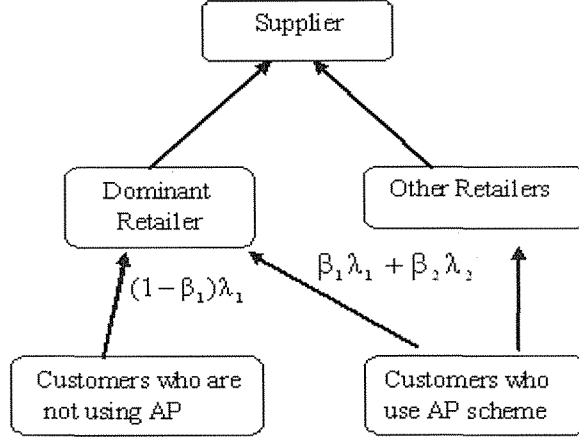 Supplier
Dominant
Retailer
Other Retailers
(1−β₁)λ₁
β₁λ₁ + β₂λ₂
Customers who are
not using AP
Customers who
use AP scheme